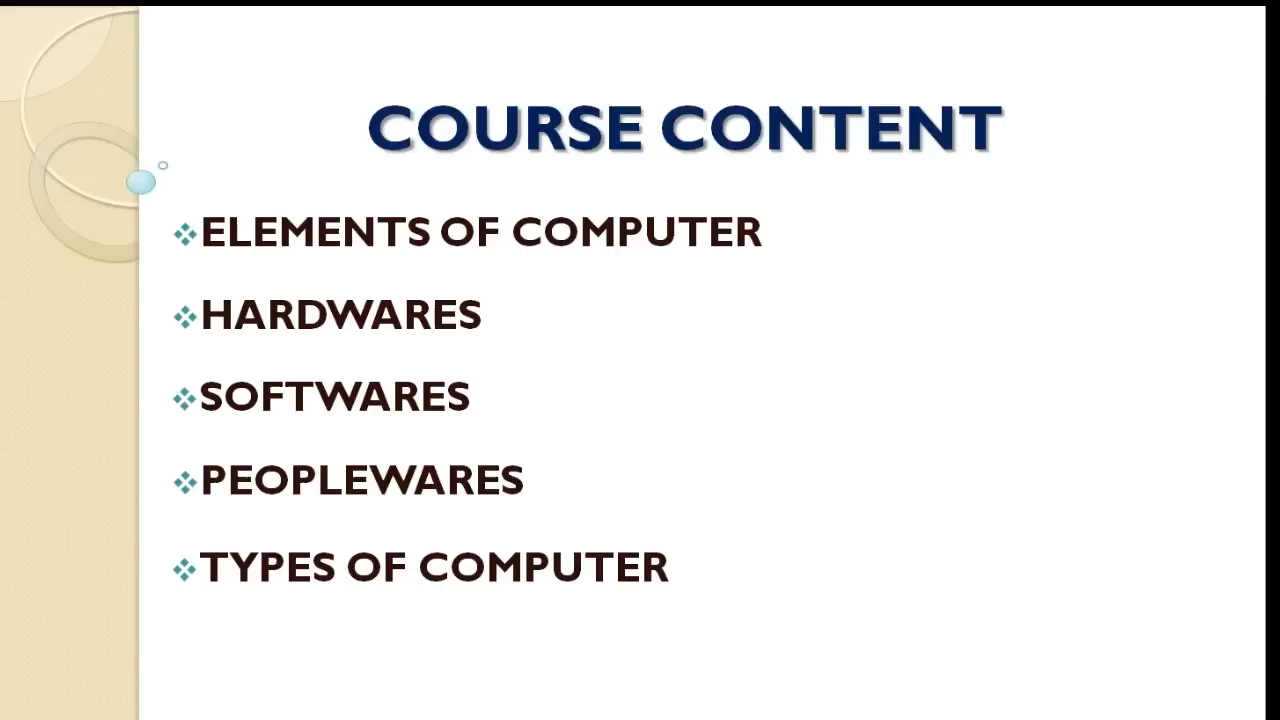 COURSE CONTENT
ELEMENTS OF COMPUTER
HARDWARES
SOFTWARES
PEOPLEWARES
TYPES OF COMPUTER